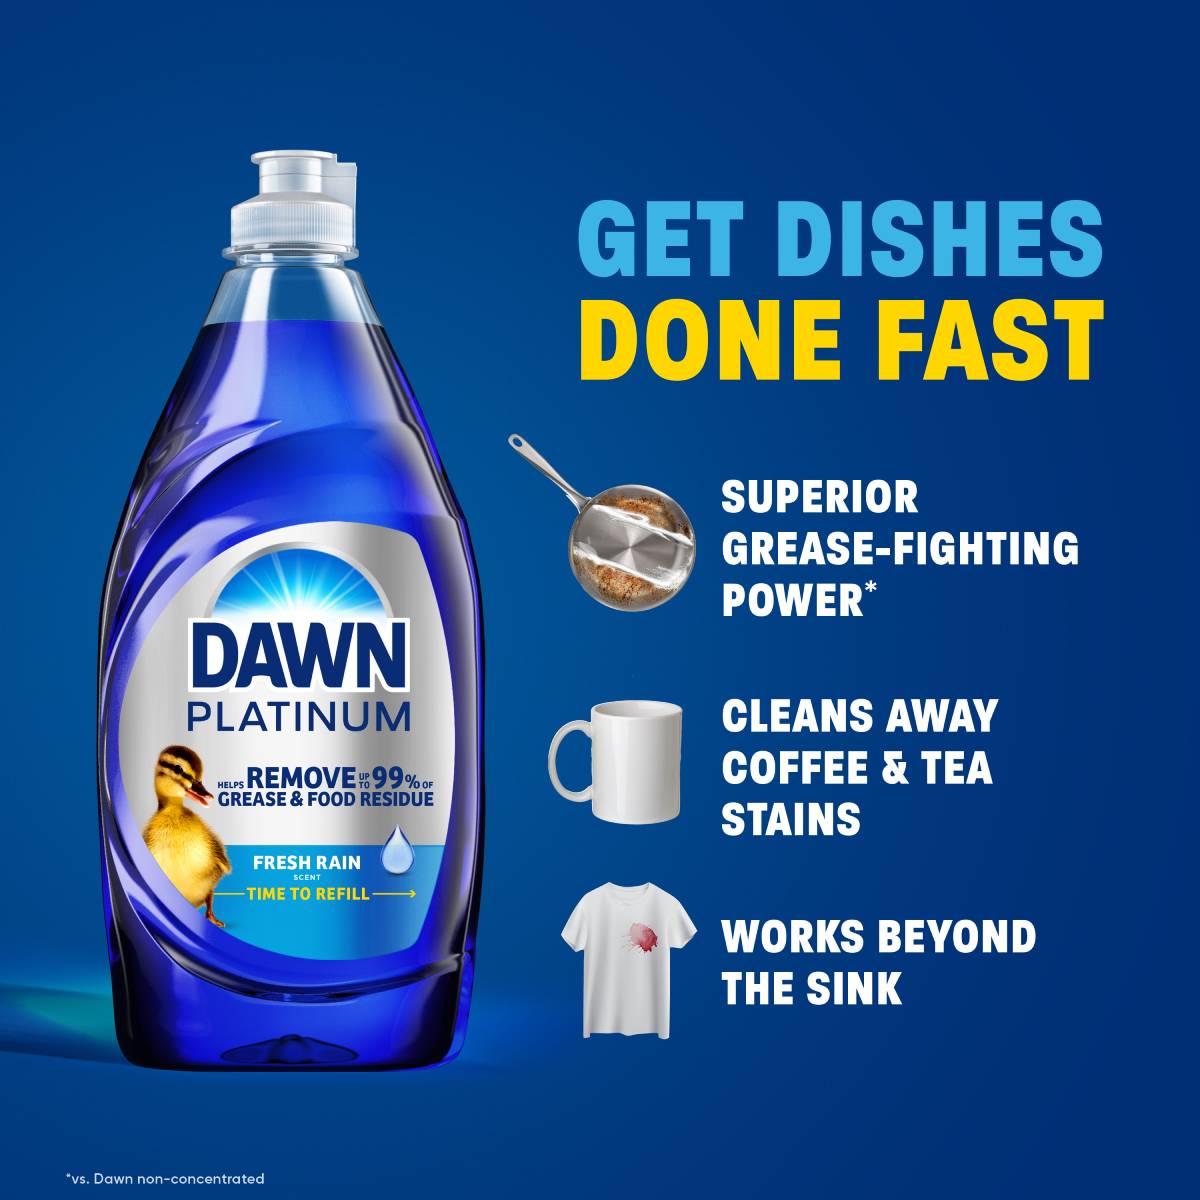 GET DISHES
DONE FAST
SUPERIOR
GREASE-FIGHTING
POWER*
CLEANS AWAY
COFFEE & TEA
STAINS
WORKS BEYOND
THE SINK
DAWN
PLATINUM
HELPS REMOVE UP TO 99% OF
GREASE & FOOD RESIDUE
FRESH RAIN
SCENT
TIME TO REFILL
*vs. Dawn non-concentrated